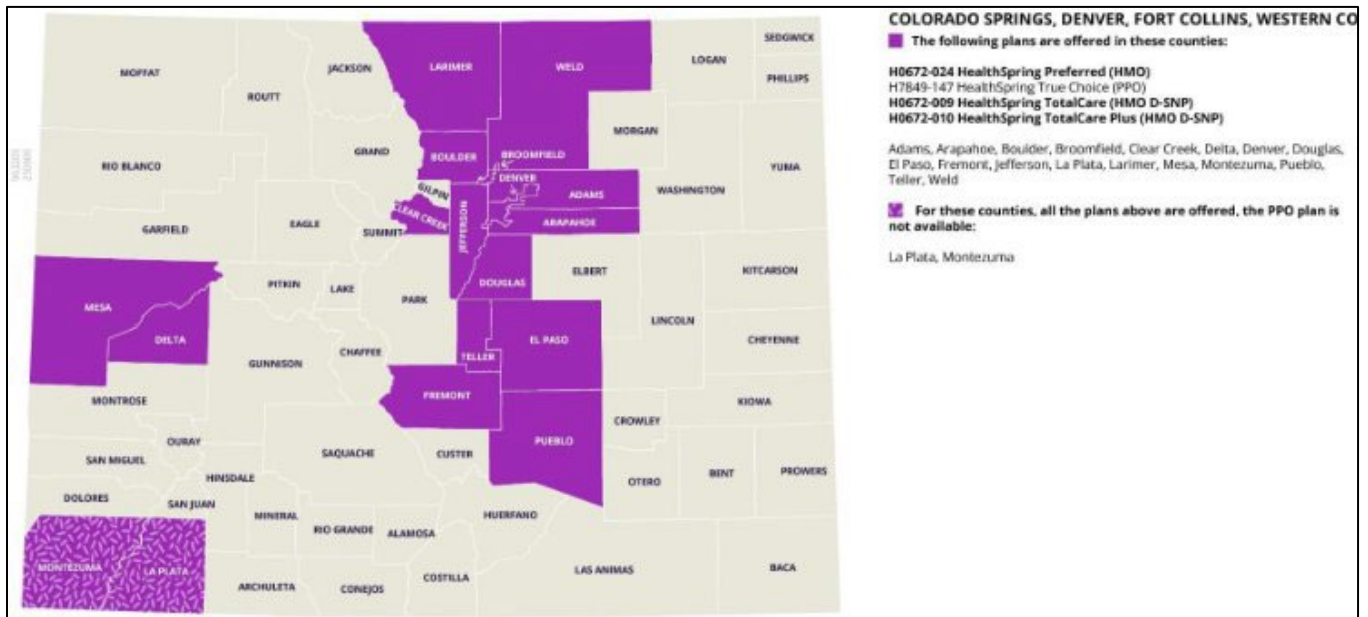 COLORADO SPRINGS, DENVER, FORT COLLINS, WESTERN CO
The following plans are offered in these counties:
H0672-024 HealthSpring Preferred (HMO)
H7849-147 HealthSpring True Choice (PPO)
H0672-009 HealthSpring TotalCare (HMO D-SNP)
H0672-010 HealthSpring TotalCare Plus (HMO D-SNP)
Adams, Arapahoe, Boulder, Broomfield, Clear Creek, Delta, Denver, Douglas,
El Paso, Fremont, Jefferson, La Plata, Larimer, Mesa, Montezuma, Pueblo,
Teller, Weld
For these counties, all the plans above are offered, the PPO plan is
not available:
La Plata, Montezuma
MOFFAT
ROUTT
JACKSON
LARIMER
WELD
LOGAN
SEDGWICK
PHILLIPS
MORGAN
RIO BLANCO
GRAND
BOULDER
BROOMFIELD
DENVER
GILPIN
ADAMS
WASHINGTON
YUMA
GARFIELD
EAGLE
SUMMIT
CLEAR CREEK
JEFFERSON
ARAPAHOE
MESA
DELTA
PITKIN
LAKE
PARK
DOUGLAS
ELBERT
KITCARSON
LINCOLN
CHEYENNE
GUNNISON
CHAFFEE
TELLER
EL PASO
MONTROSE
FREMONT
CROWLEY
KIOWA
OURAY
SAN MIGUEL
HINSDALE
SAQUACHE
CUSTER
PUEBLO
OTERO
BENT
PROWERS
DOLORES
SAN JUAN
MINERAL
RIO GRANDE
ALAMOSA
HUERFANO
MONTEZUMA
LA PLATA
ARCHULETA
CONEJOS
COSTILLA
LAS ANIMAS
BACA